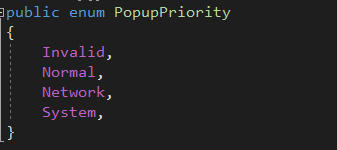 public enum PopupPriority
{
Invalid,
Normal,
Network,
System,
}